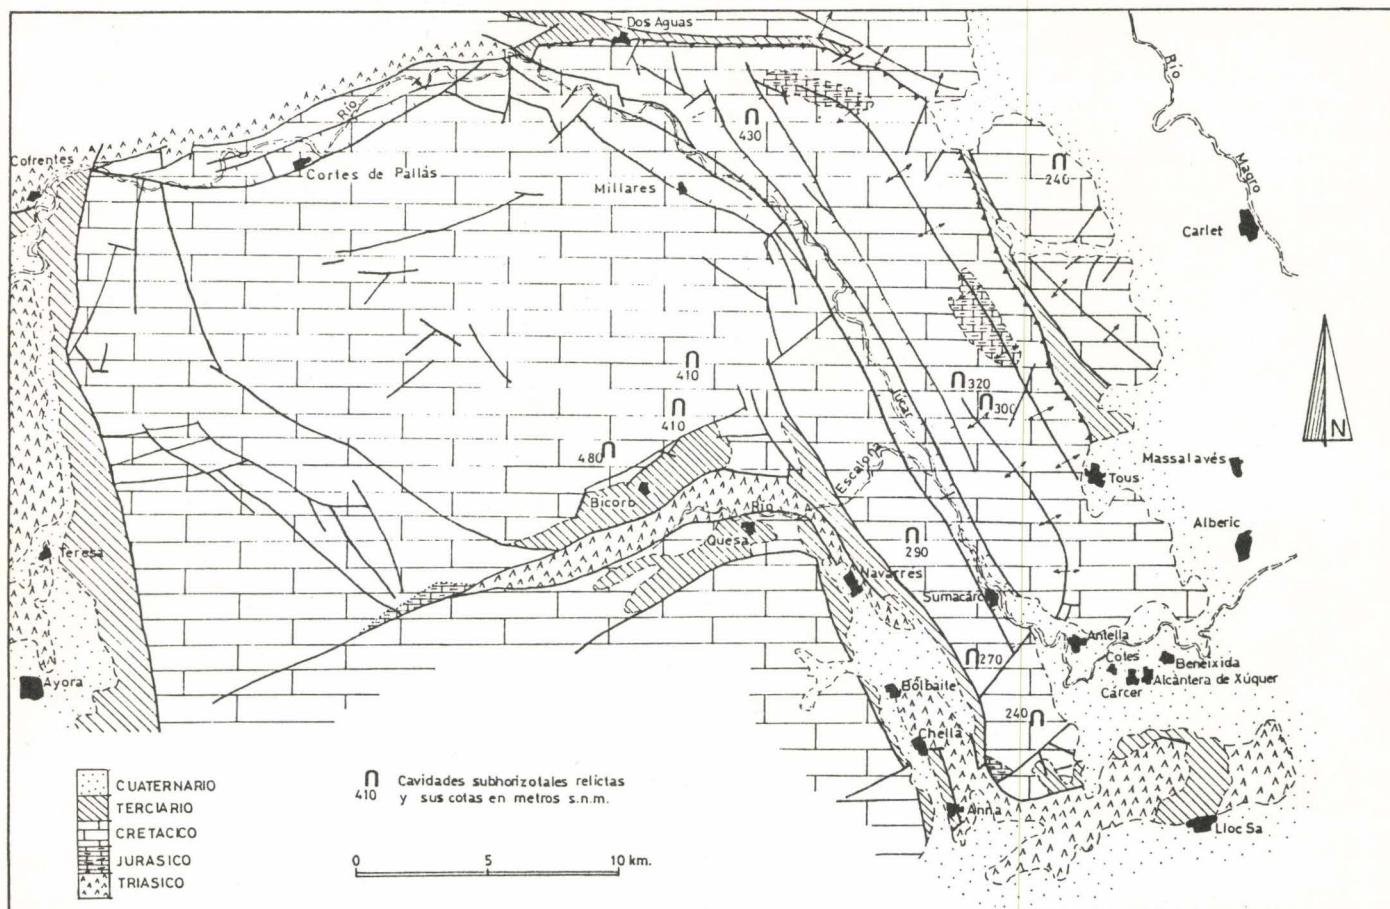 Dos Aguas
Río
Magro
Río
430
Cofrentes
Cortes de Pallás
Millares
240
Carlet
410
320
Júcar
300
410
480
Escalona
Massalavés
Tous
Bicorb
Río
Alberic
Quesa
290
Teresa
Navarrés
Sumacárc
Antella
270
Cotes
Beneixida
Ayora
Bolbaite
Cárcer
Alcàntera de Xúquer
240
Chella
CUATERNARIO
TERCIARIO
CRETACICO
JURASICO
TRIASICO
410
Cavidades subhorizotales relictas
y sus cotas en metros s.n.m.
Anna
Lloc Sa
0 5 10 km.
N